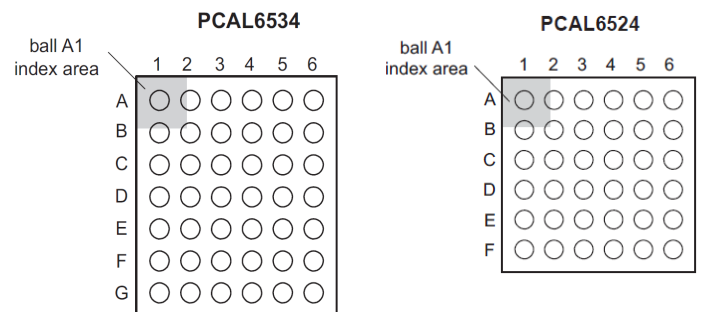 PCAL6534
ball A1
index area
1 2 3 4 5 6
A
B
C
D
E
F
G
PCAL6524
ball A1
index area
1 2 3 4 5 6
A
B
C
D
E
F